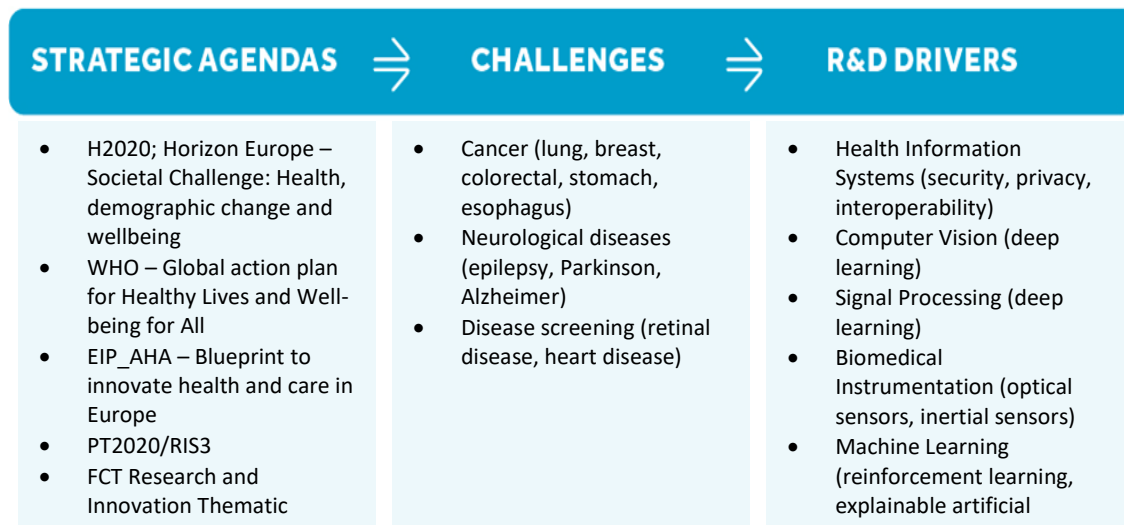 STRATEGIC AGENDAS
CHALLENGES
R&D DRIVERS
• H2020; Horizon Europe –
Societal Challenge: Health,
demographic change and
wellbeing
• WHO – Global action plan
for Healthy Lives and Well-
being for All
• EIP_AHA – Blueprint to
innovate health and care in
Europe
• PT2020/RIS3
• FCT Research and
Innovation Thematic
• Cancer (lung, breast,
colorectal, stomach,
esophagus)
• Neurological diseases
(epilepsy, Parkinson,
Alzheimer)
• Disease screening (retinal
disease, heart disease)
• Health Information
Systems (security, privacy,
interoperability)
• Computer Vision (deep
learning)
• Signal Processing (deep
learning)
• Biomedical
Instrumentation (optical
sensors, inertial sensors)
• Machine Learning
(reinforcement learning,
explainable artificial